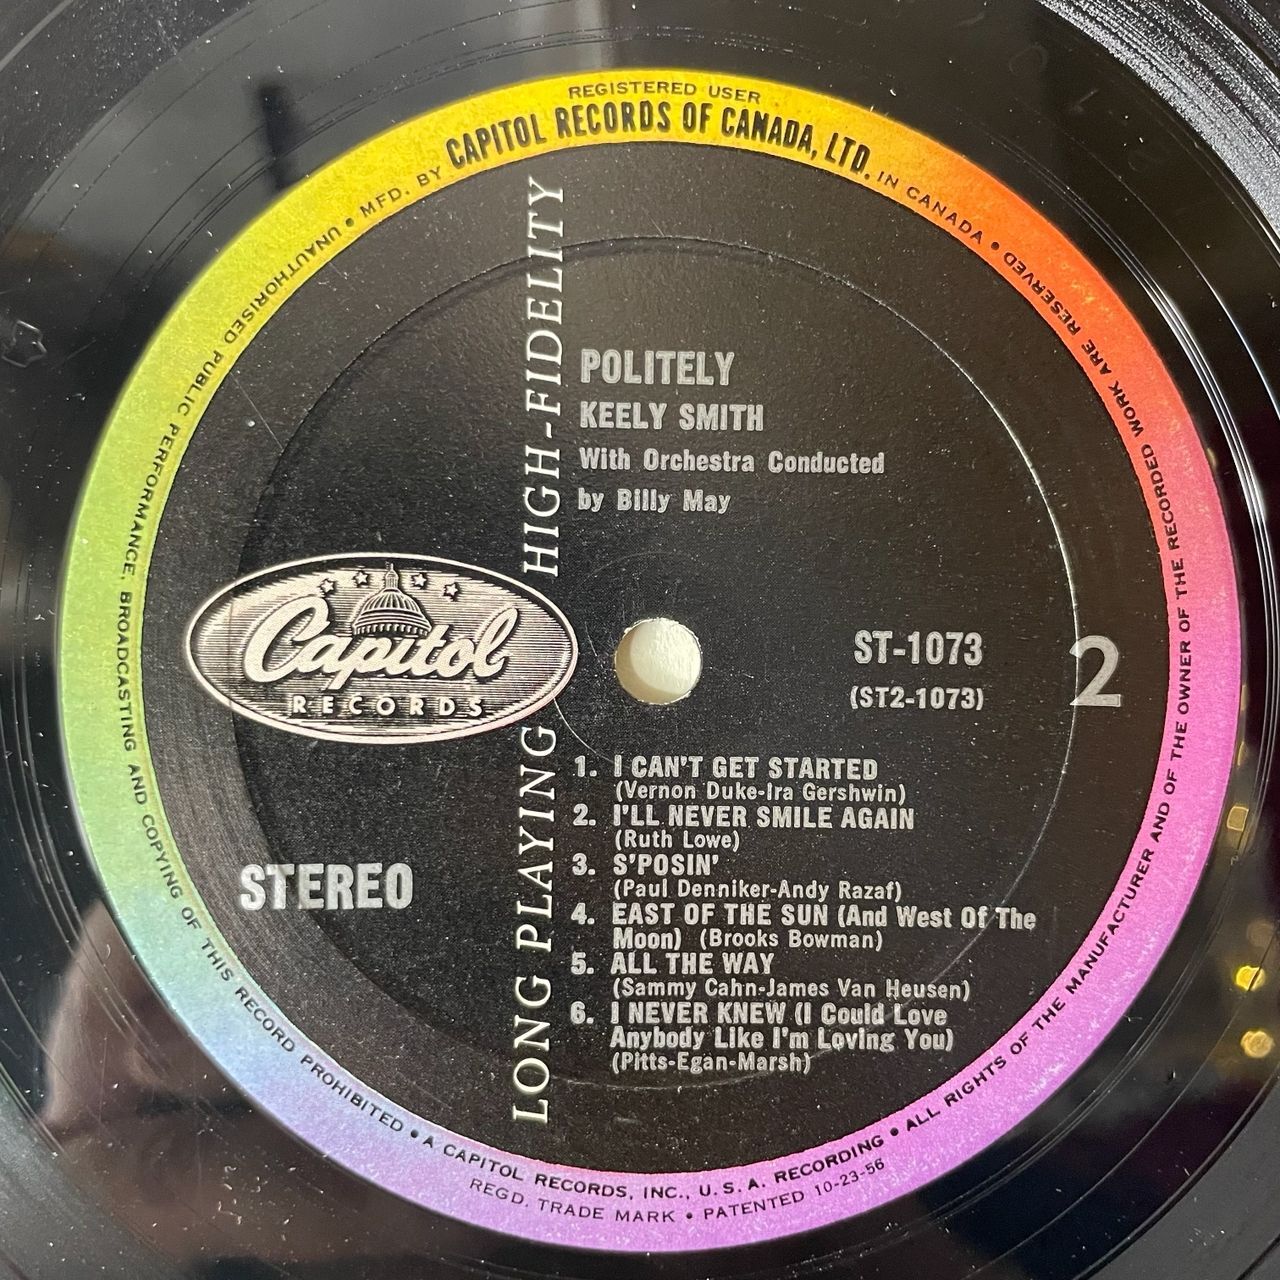 REGISTERED USER
MFD. BY CAPITOL RECORDS OF CANADA, LTD. IN CANADA •
UNAUTHORISED PUBLIC PERFORMANCE, BROADCASTING AND COPYING OF THIS RECORD PROHIBITED •
A CAPITOL RECORDS, INC., U. S. A. RECORDING •
ALL RIGHTS OF THE MANUFACTURER AND OF THE OWNER OF THE RECORDED WORK ARE RESERVED •
REGD. TRADE MARK • PATENTED 10-23-56
LONG PLAYING HIGH-FIDELITY
POLITELY
KEELY SMITH
With Orchestra Conducted
by Billy May
Capitol
RECORDS
ST-1073
(ST2-1073)
2
STEREO
1. I CAN'T GET STARTED
(Vernon Duke-Ira Gershwin)
2. I'LL NEVER SMILE AGAIN
(Ruth Lowe)
3. S'POSIN'
(Paul Denniker-Andy Razaf)
4. EAST OF THE SUN (And West Of The
Moon) (Brooks Bowman)
5. ALL THE WAY
(Sammy Cahn-James Van Heusen)
6. I NEVER KNEW (I Could Love
Anybody Like I'm Loving You)
(Pitts-Egan-Marsh)